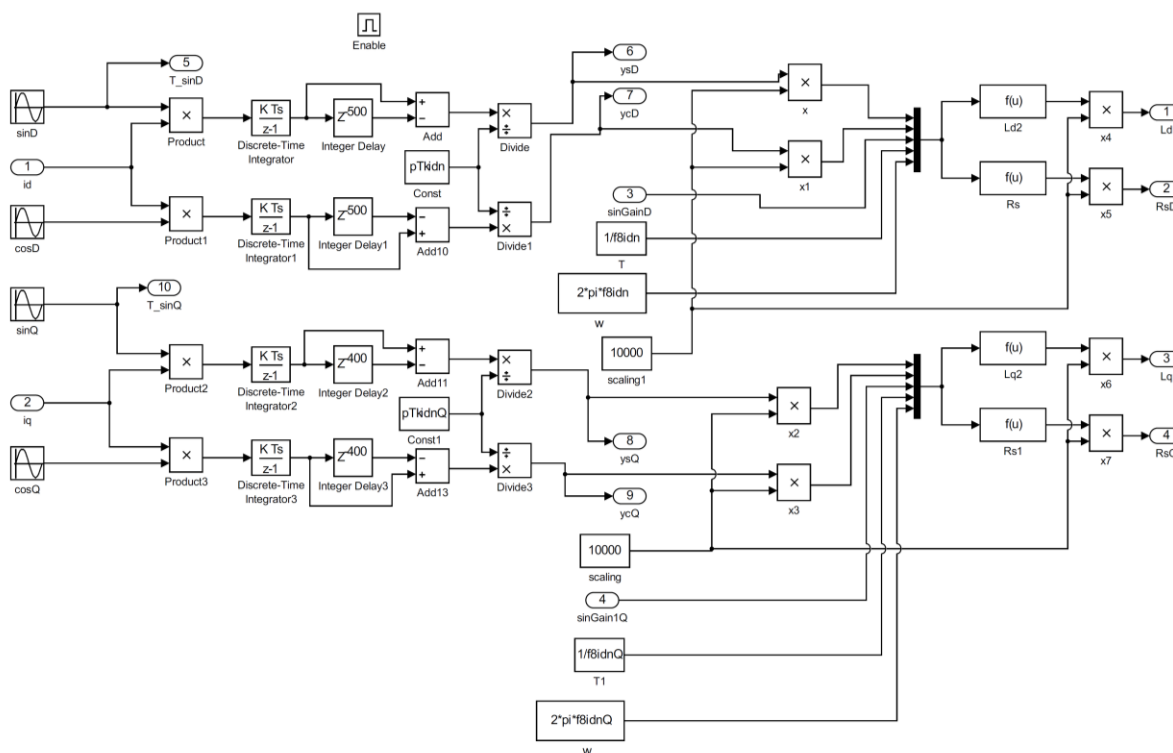 Enable
5
T_sinD
6
ysD
sinD
×
Product
K Ts
z-1
Discrete-Time
Integrator
Z-500
Integer Delay
+
−
Add
×
÷
Divide
7
ycD
×
x
f(u)
Ld2
×
x4
1
Ld
1
id
pTkidn
Const
×
x1
cosD
×
Product1
K Ts
z-1
Discrete-Time
Integrator1
Z-500
Integer Delay1
−
+
Add10
÷
×
Divide1
3
sinGainD
f(u)
Rs
×
x5
2
RsD
1/f8idn
T
2*pi*f8idn
w
10
T_sinQ
sinQ
10000
scaling1
×
Product2
K Ts
z-1
Discrete-Time
Integrator2
Z-400
Integer Delay2
+
−
Add11
×
÷
Divide2
f(u)
Lq2
×
x6
3
Lq
2
iq
pTkidnQ
Const1
×
x2
8
ysQ
f(u)
Rs1
×
x7
4
cosQ
×
Product3
K Ts
z-1
Discrete-Time
Integrator3
Z-400
Integer Delay3
−
+
Add13
÷
×
Divide3
×
x3
9
ycQ
10000
scaling
4
sinGain1Q
1/f8idnQ
T1
2*pi*f8idnQ
w